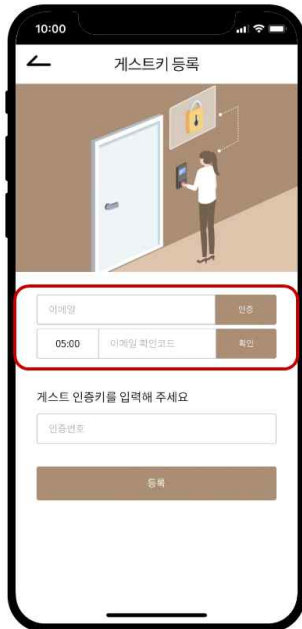 10:00
게스트키 등록
이메일 인증
05:00 이메일 확인코드 확인
게스트 인증키를 입력해 주세요
인증번호
등록